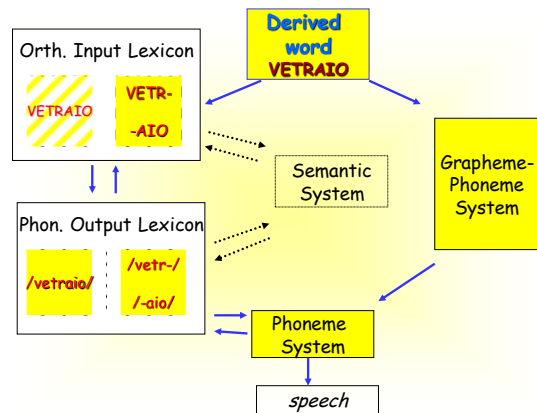 Derived
word
VETRAIO
Orth. Input Lexicon
VETRAIO
VETR-
-AIO
Semantic
System
Grapheme-
Phoneme
System
Phon. Output Lexicon
/vetraio/
/vetr-/
/-aio/
Phoneme
System
speech